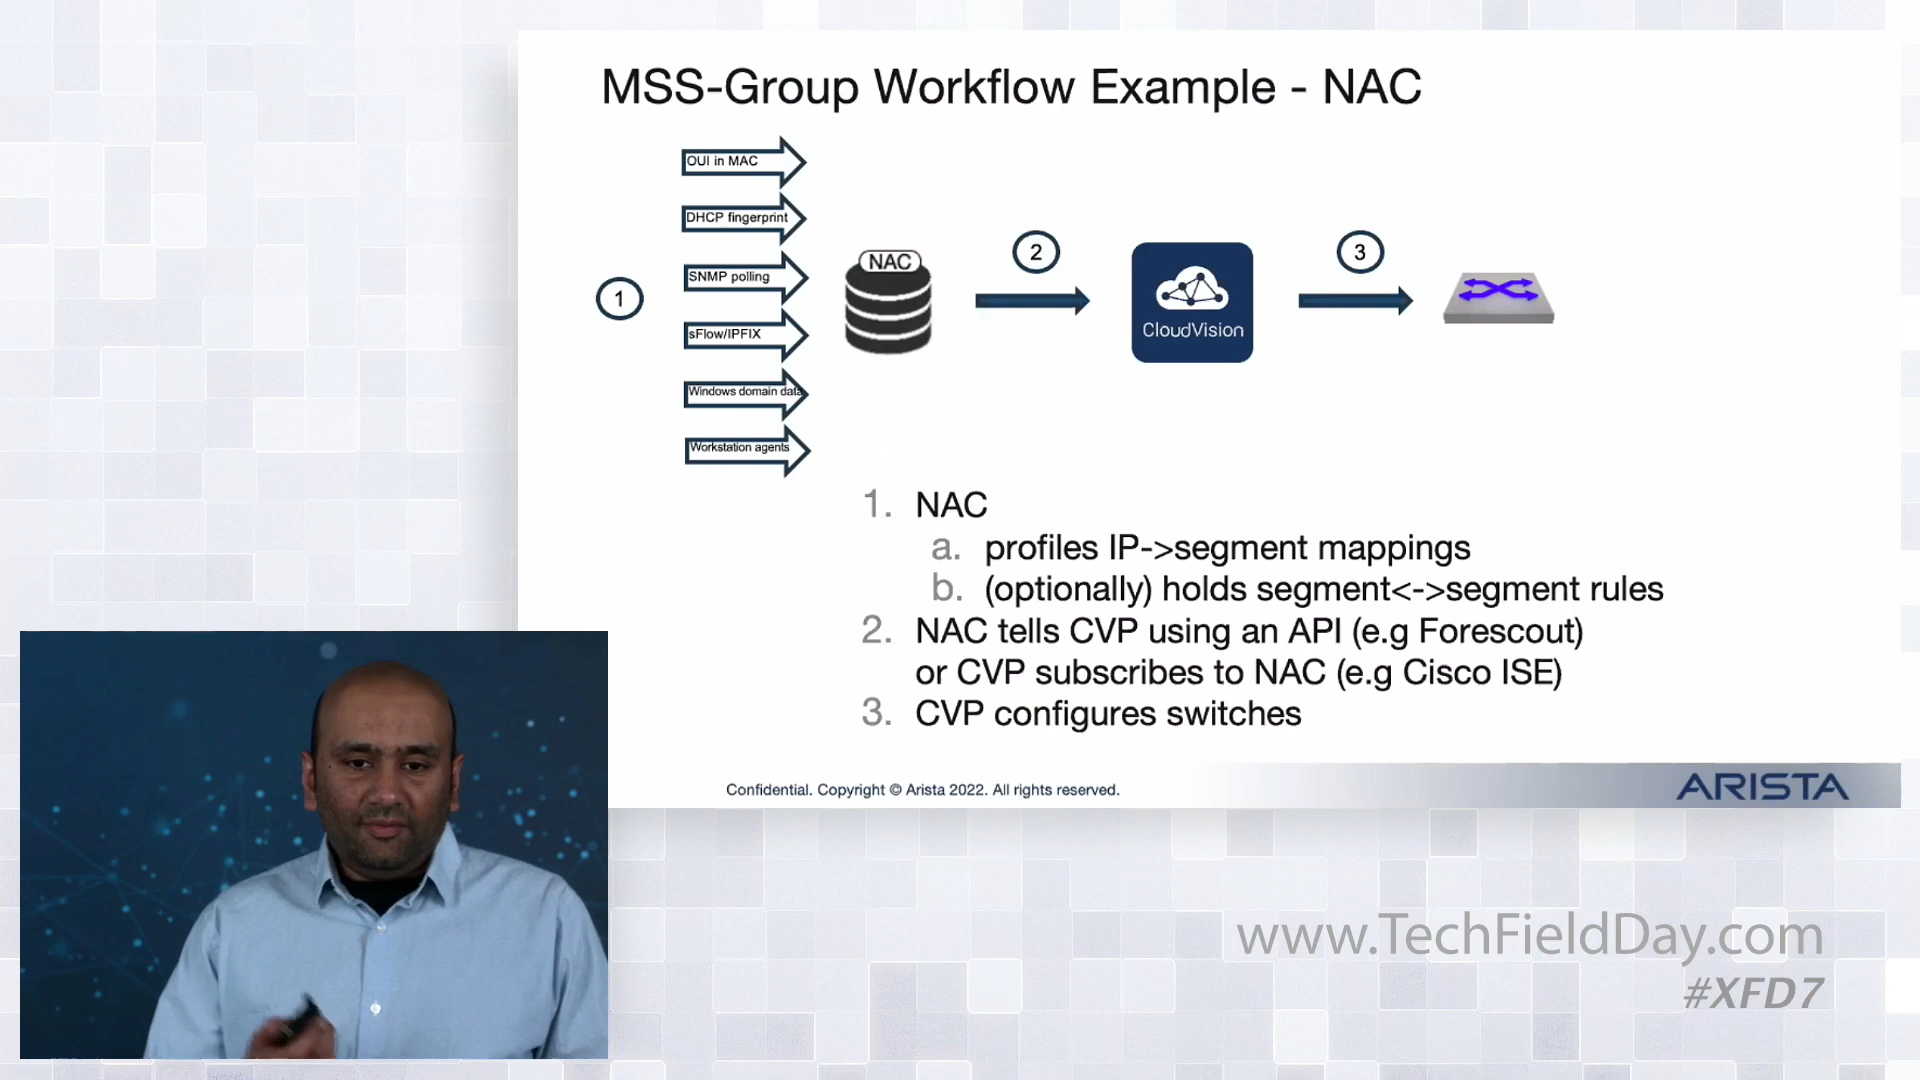 MSS-Group Workflow Example - NAC
OUI in MAC
DHCP fingerprint
SNMP polling
sFlow/IPFIX
Windows domain data
Workstation agents
1
NAC
2
CloudVision
3
1. NAC
a. profiles IP->segment mappings
b. (optionally) holds segment<->segment rules
2. NAC tells CVP using an API (e.g Forescout)
or CVP subscribes to NAC (e.g Cisco ISE)
3. CVP configures switches
Confidential. Copyright © Arista 2022. All rights reserved.
ARISTA
www.TechFieldDay.com
#XFD7